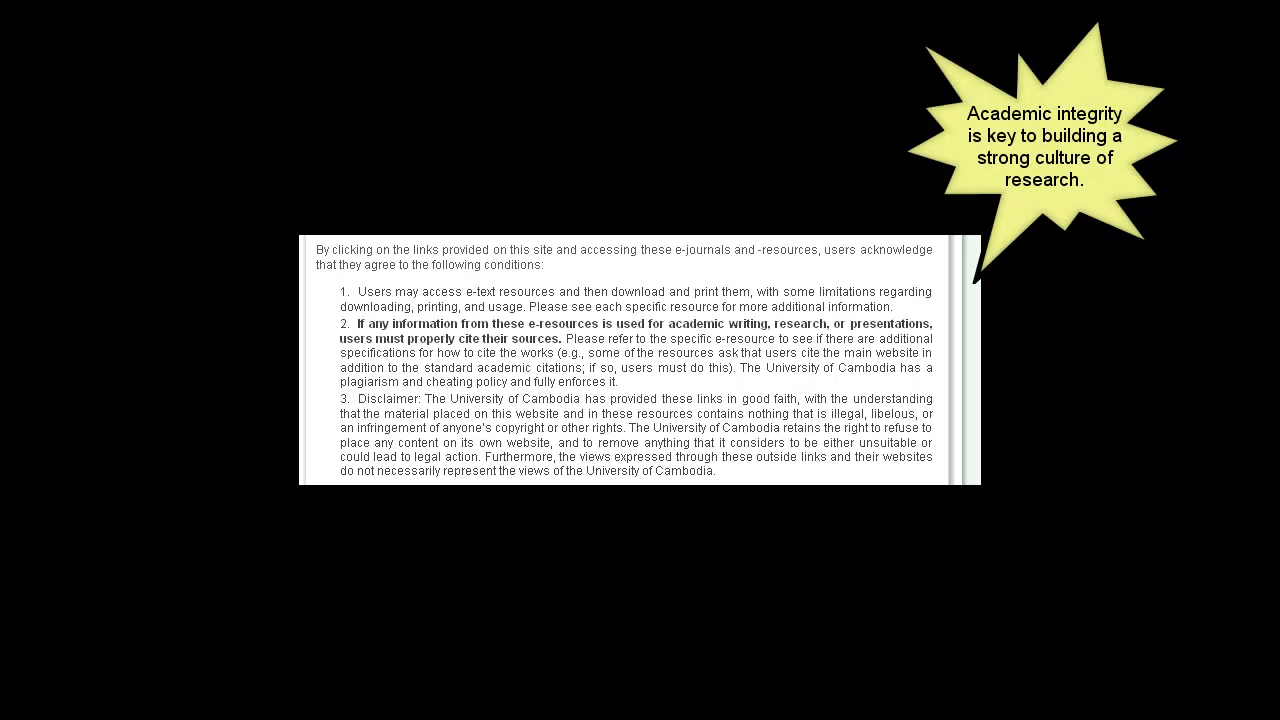 Academic integrity
is key to building a
strong culture of
research.
By clicking on the links provided on this site and accessing these e-journals and -resources, users acknowledge
that they agree to the following conditions:
1. Users may access e-text resources and then download and print them, with some limitations regarding
downloading, printing, and usage. Please see each specific resource for more additional information.
2. If any information from these e-resources is used for academic writing, research, or presentations,
users must properly cite their sources. Please refer to the specific e-resource to see if there are additional
specifications for how to cite the works (e.g., some of the resources ask that users cite the main website in
addition to the standard academic citations; if so, users must do this). The University of Cambodia has a
plagiarism and cheating policy and fully enforces it.
3. Disclaimer: The University of Cambodia has provided these links in good faith, with the understanding
that the material placed on this website and in these resources contains nothing that is illegal, libelous, or
an infringement of anyone's copyright or other rights. The University of Cambodia retains the right to refuse to
place any content on its own website, and to remove anything that it considers to be either unsuitable or
could lead to legal action. Furthermore, the views expressed through these outside links and their websites
do not necessarily represent the views of the University of Cambodia.